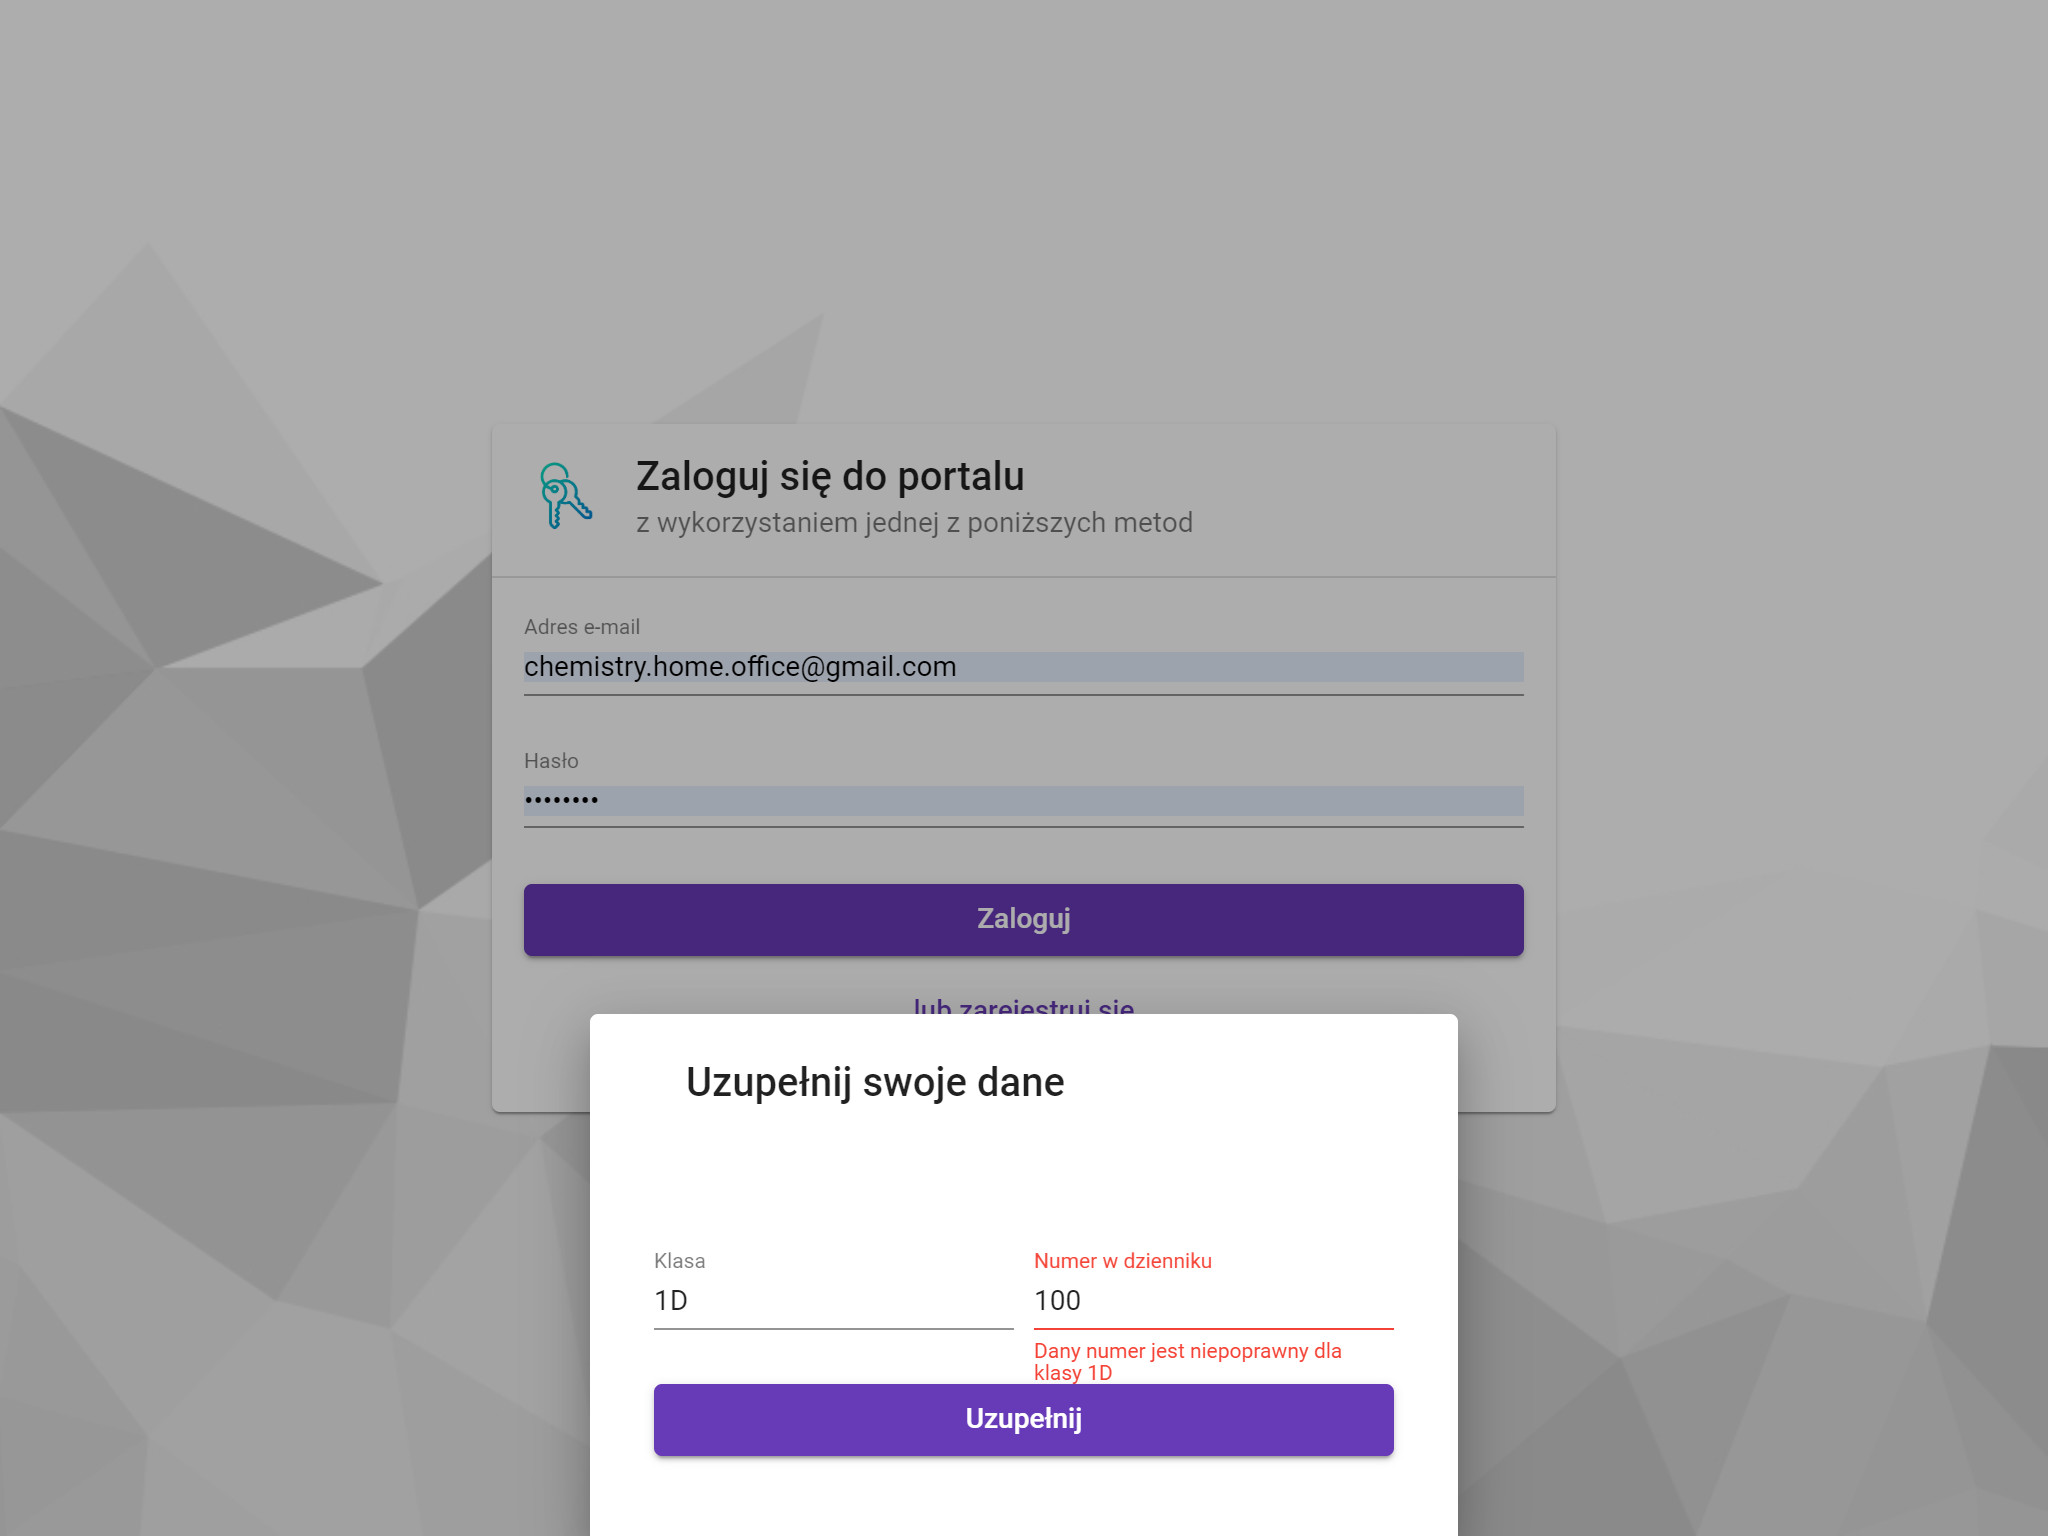 Zaloguj się do portalu
z wykorzystaniem jednej z poniższych metod
Adres e-mail
chemistry.home.office@gmail.com
Hasło
••••••••
Zaloguj
lub zarejestruj się
Uzupełnij swoje dane
Klasa
Numer w dzienniku
1D
100
Dany numer jest niepoprawny dla
klasy 1D
Uzupełnij